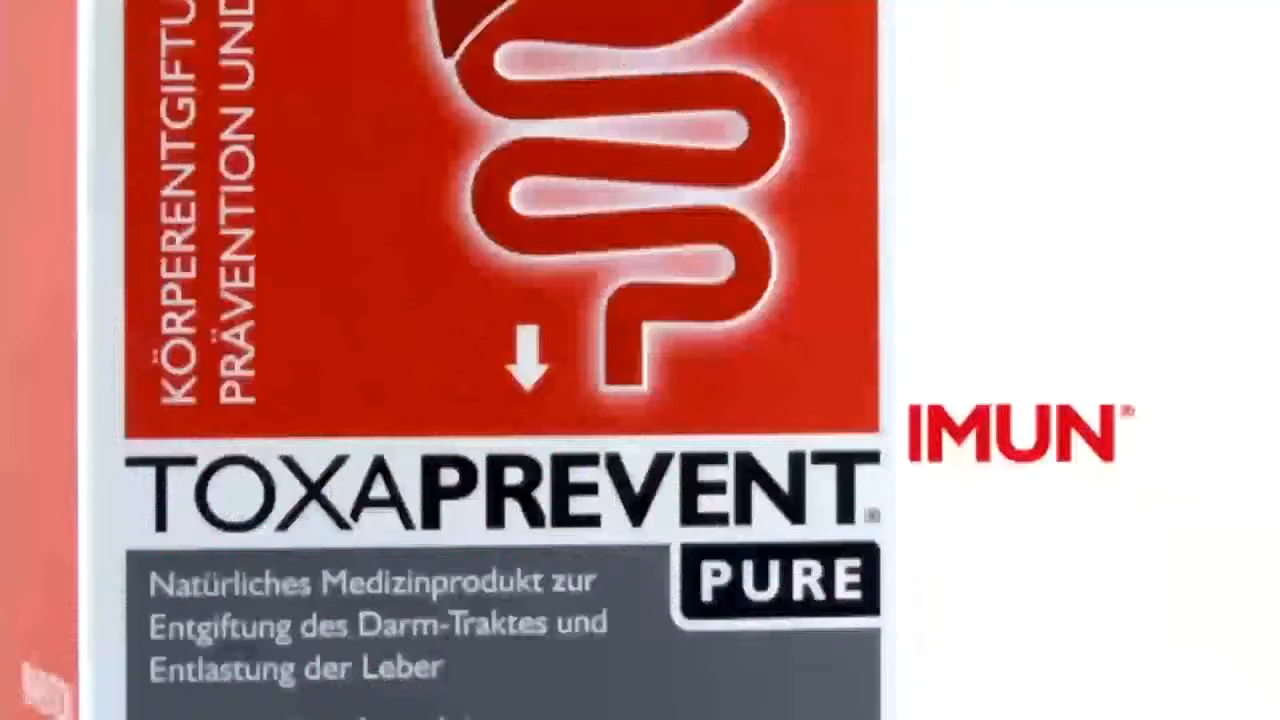 KÖRPERENTGIFTU
PRÄVENTION UND
IMUN®
TOXAPREVENT®
PURE
Natürliches Medizinprodukt zur
Entgiftung des Darm-Traktes und
Entlastung der Leber